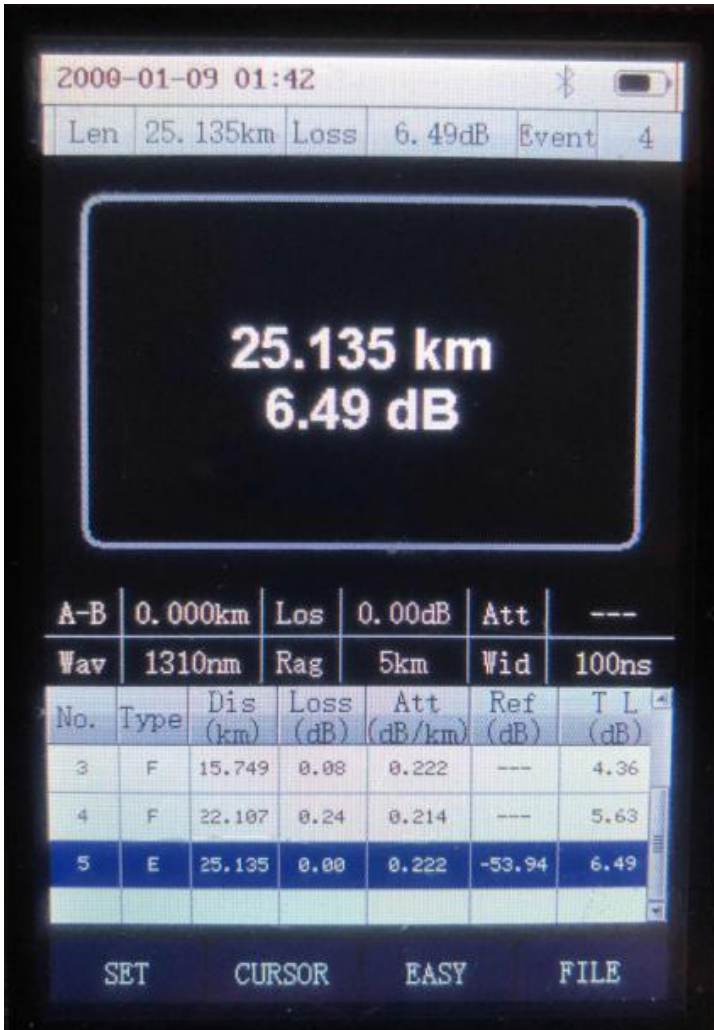 2000-01-09 01:42
Len 25.135km Loss 6.49dB Event 4
25.135 km
6.49 dB
A-B 0.000km Los 0.00dB Att ---
Wav 1310nm Rag 5km Wid 100ns
No. Type Dis (km) Loss (dB) Att (dB/km) Ref (dB) T L (dB)
3 F 15.749 0.08 0.222 --- 4.36
4 F 22.107 0.24 0.214 --- 5.63
5 E 25.135 0.00 0.222 -53.94 6.49
SET CURSOR EASY FILE